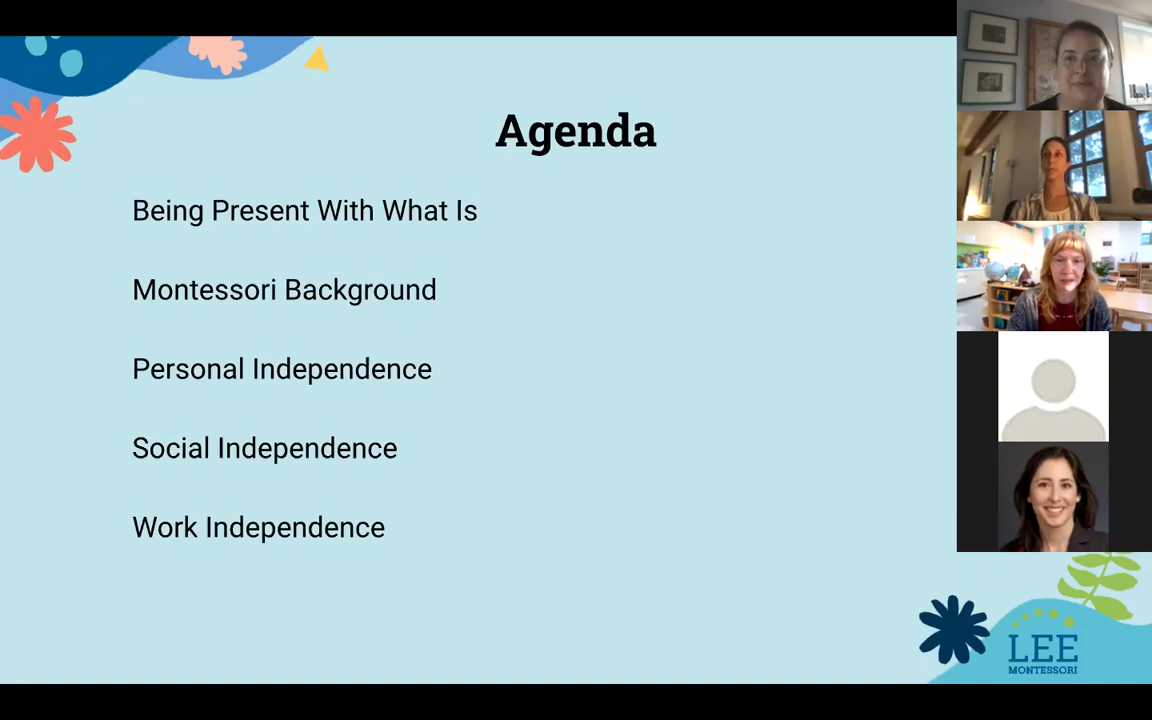 Agenda
Being Present With What Is
Montessori Background
Personal Independence
Social Independence
Work Independence
LEE
MONTESSORI